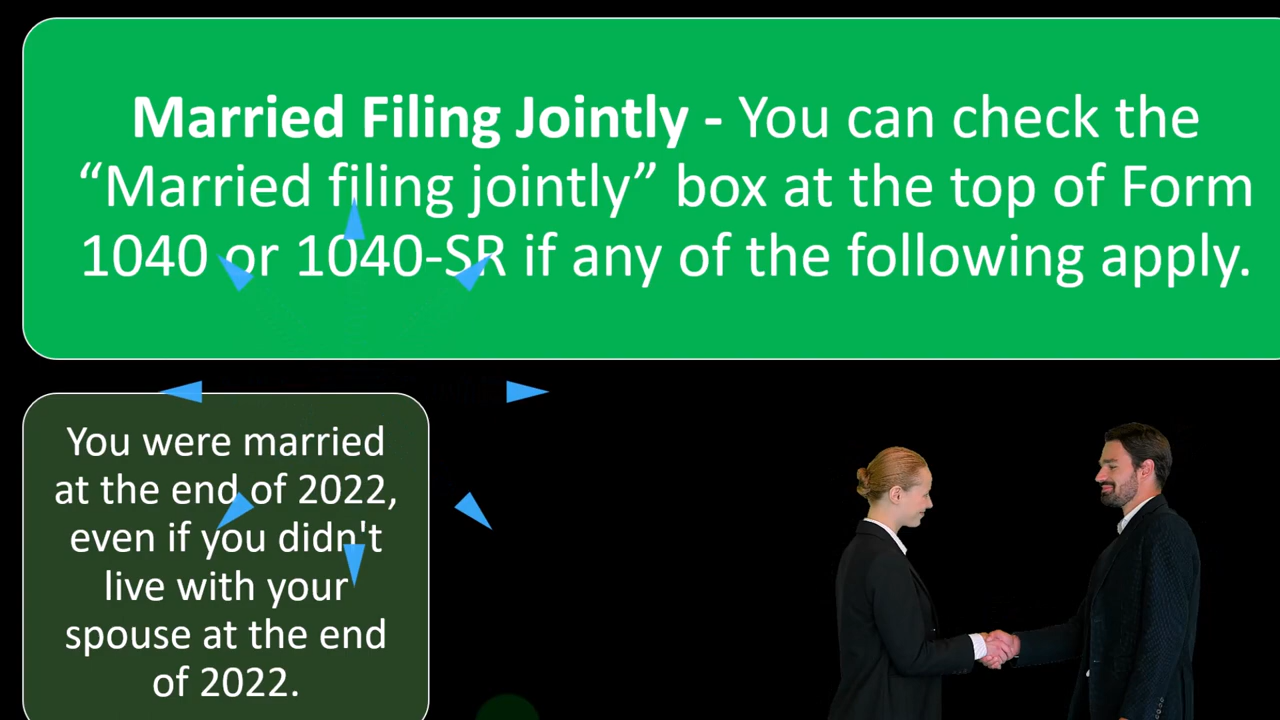 Married Filing Jointly - You can check the
“Married filing jointly” box at the top of Form
1040 or 1040-SR if any of the following apply.
You were married
at the end of 2022,
even if you didn't
live with your
spouse at the end
of 2022.